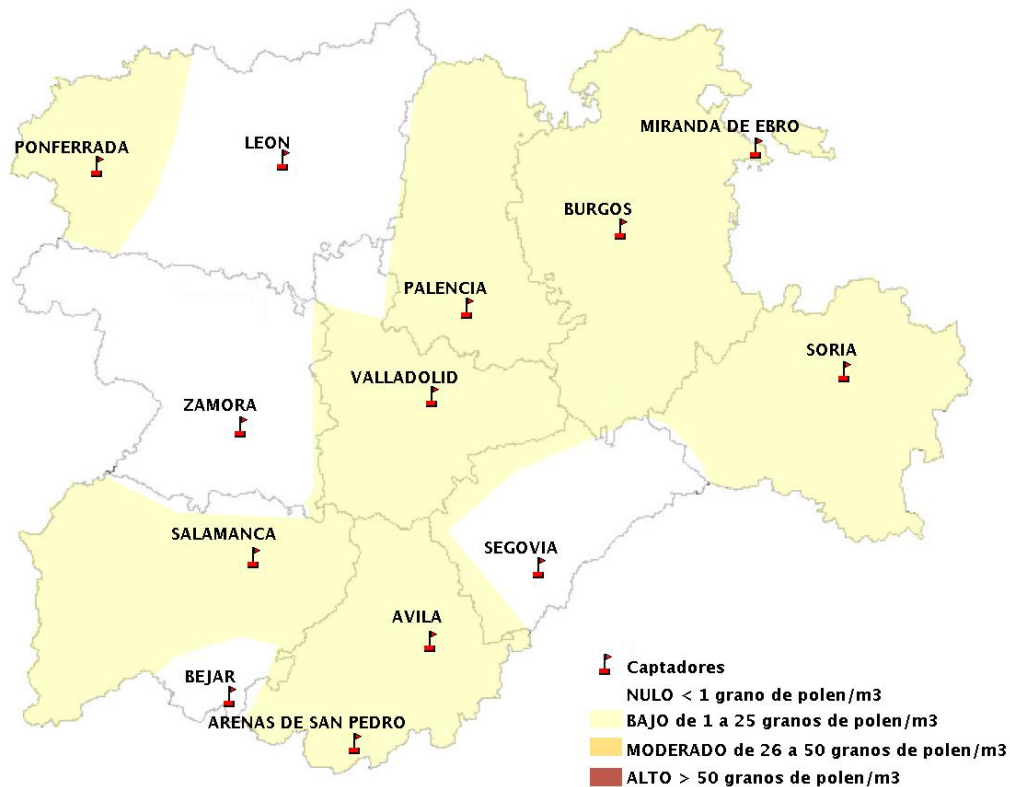 MIRANDA DE EBRO
PONFERRADA
LEON
BURGOS
PALENCIA
SORIA
VALLADOLID
ZAMORA
SALAMANCA
SEGOVIA
AVILA
BEJAR
ARENAS DE SAN PEDRO
Captadores
NULO < 1 grano de polen/m3
BAJO de 1 a 25 granos de polen/m3
MODERADO de 26 a 50 granos de polen/m3
ALTO > 50 granos de polen/m3